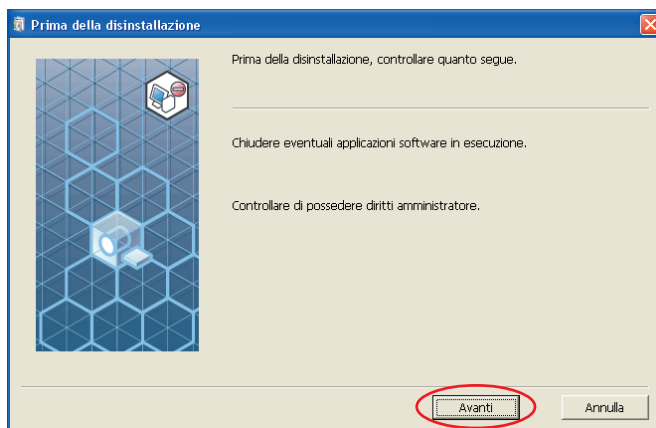 Prima della disinstallazione
Prima della disinstallazione, controllare quanto segue.
Chiudere eventuali applicazioni software in esecuzione.
Controllare di possedere diritti amministratore.
Avanti
Annulla